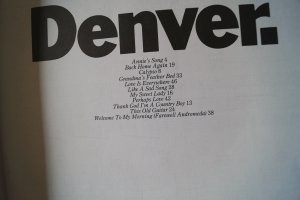 Denver.
Annie's Song 4
Back Home Again 19
Calypso 8
Grandma's Feather Bed 33
Love Is Everywhere 46
Like A Sad Song 28
My Sweet Lady 16
Perhaps Love 42
Thank God I'm A Country Boy 13
This Old Guitar 24
Welcome To My Morning (Farewell Andromeda) 38